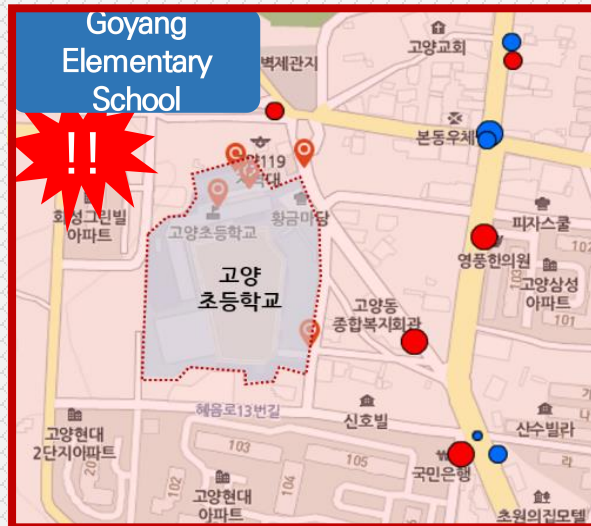 Goyang
Elementary
School
!!
고양교회
벽제관지
본동우체
119
화성그린빌
아파트
고양초등학교
황금마당
피자스쿨
영풍한의원
102
103
고양삼성
아파트
101
고양
초등학교
고양동
종합복지회관
혜음로13번길
신호빌
산수빌라
고양현대
2단지아파트
103
105
국민은행
라
102
104
고양현대
아파트
초원의집모텔